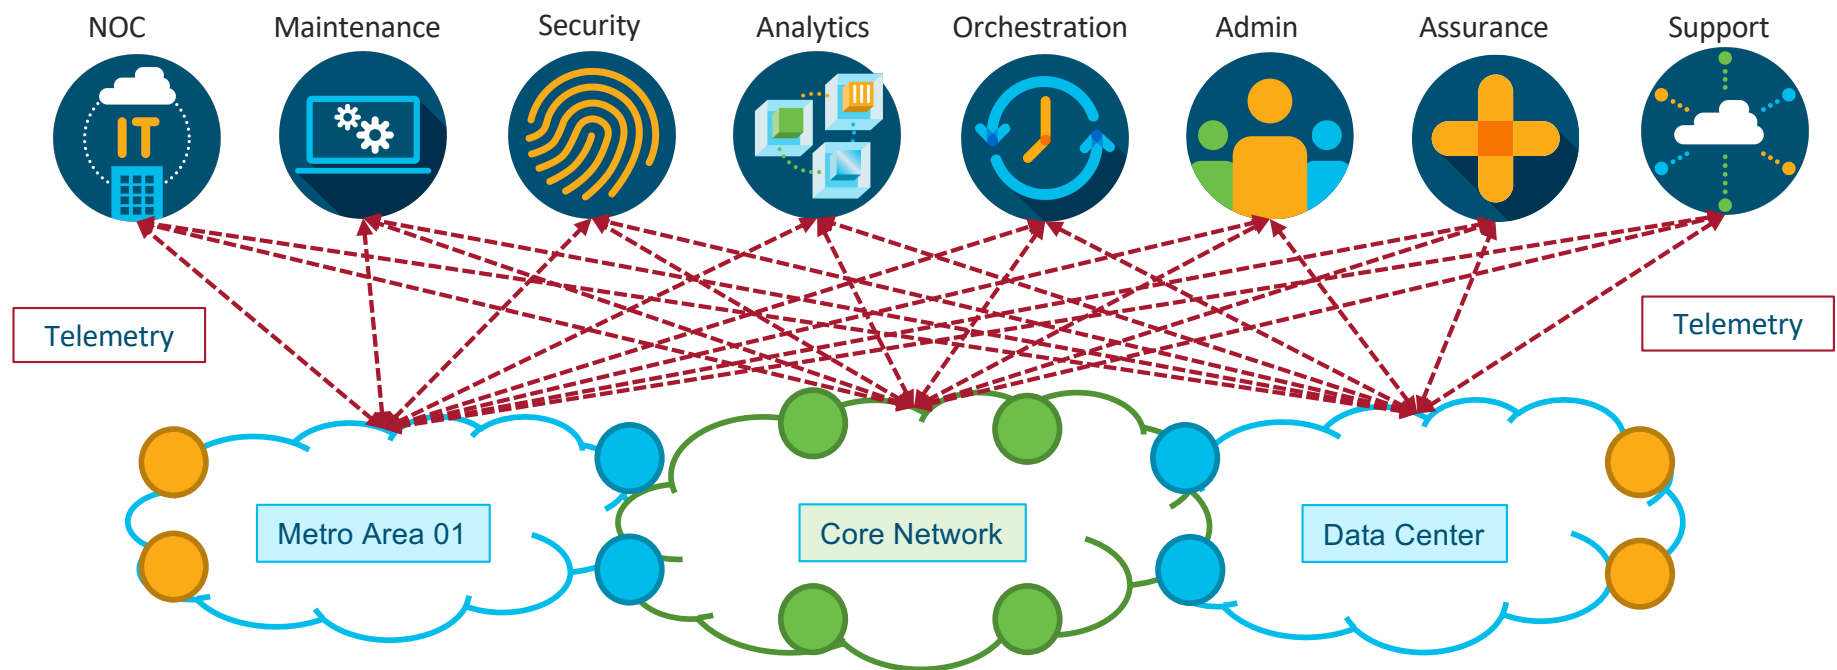 NOC
Maintenance
Security
Analytics
Orchestration
Admin
Assurance
Support
IT
Telemetry
Telemetry
Metro Area 01
Core Network
Data Center